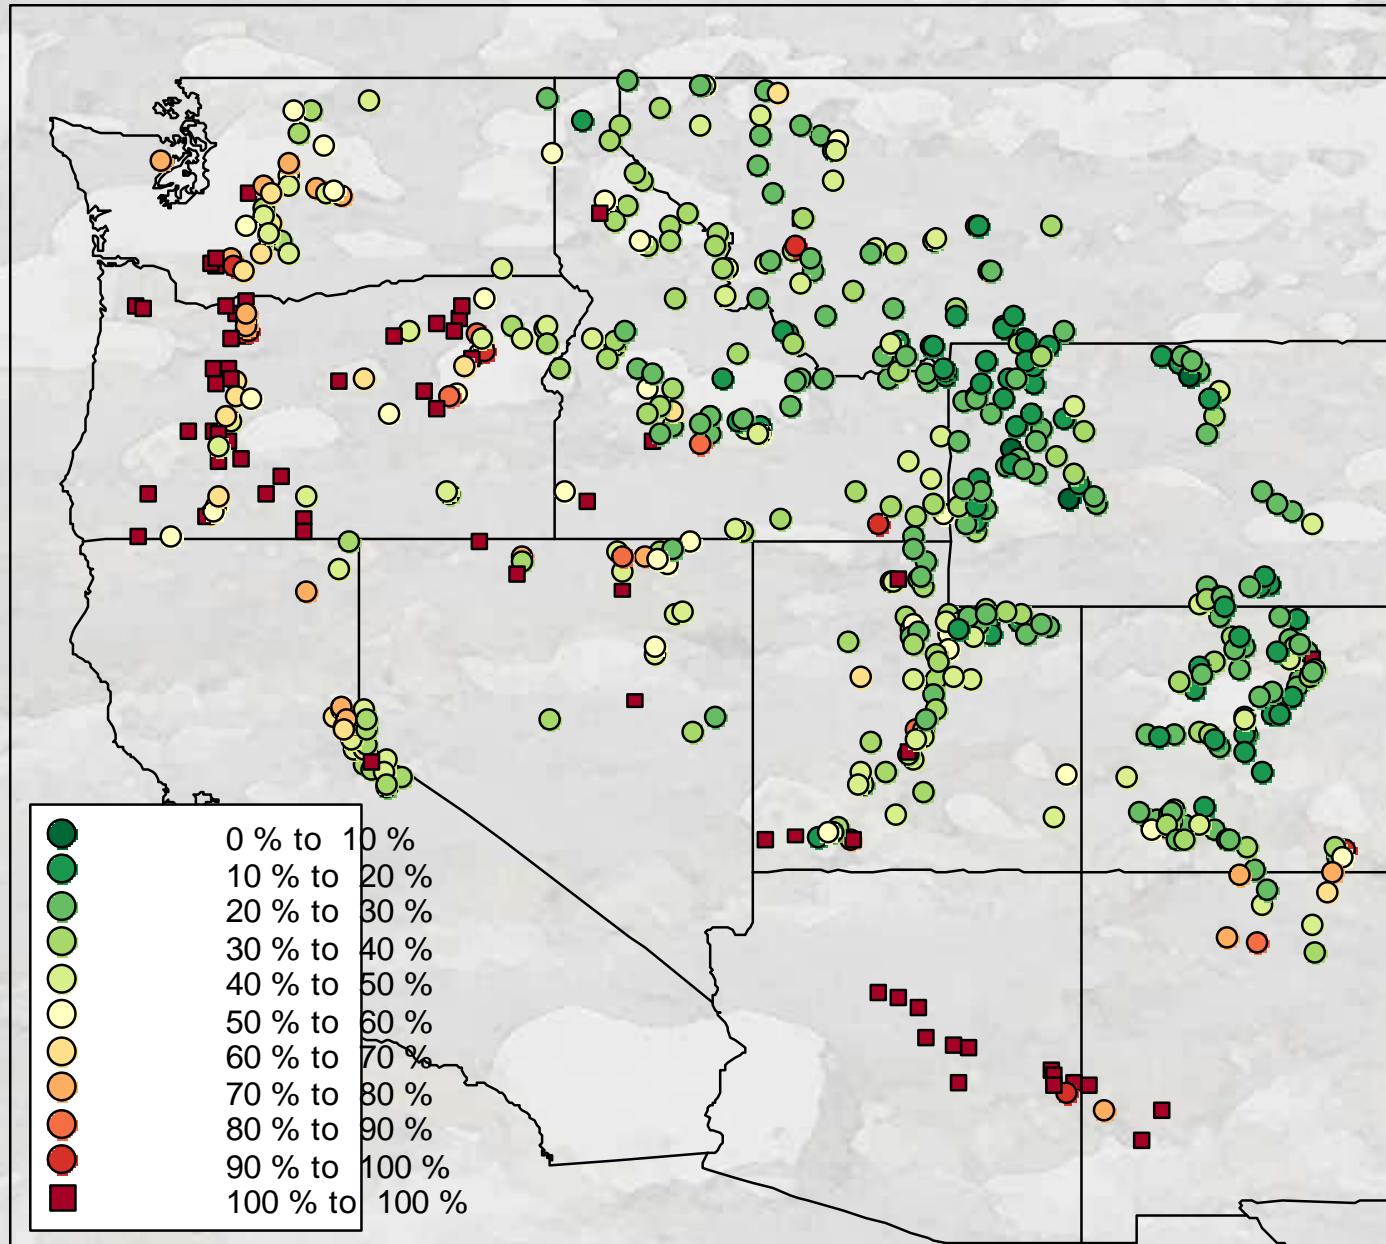 0 % to 10 %
10 % to 20 %
20 % to 30 %
30 % to 40 %
40 % to 50 %
50 % to 60 %
60 % to 70 %
70 % to 80 %
80 % to 90 %
90 % to 100 %
100 % to 100 %